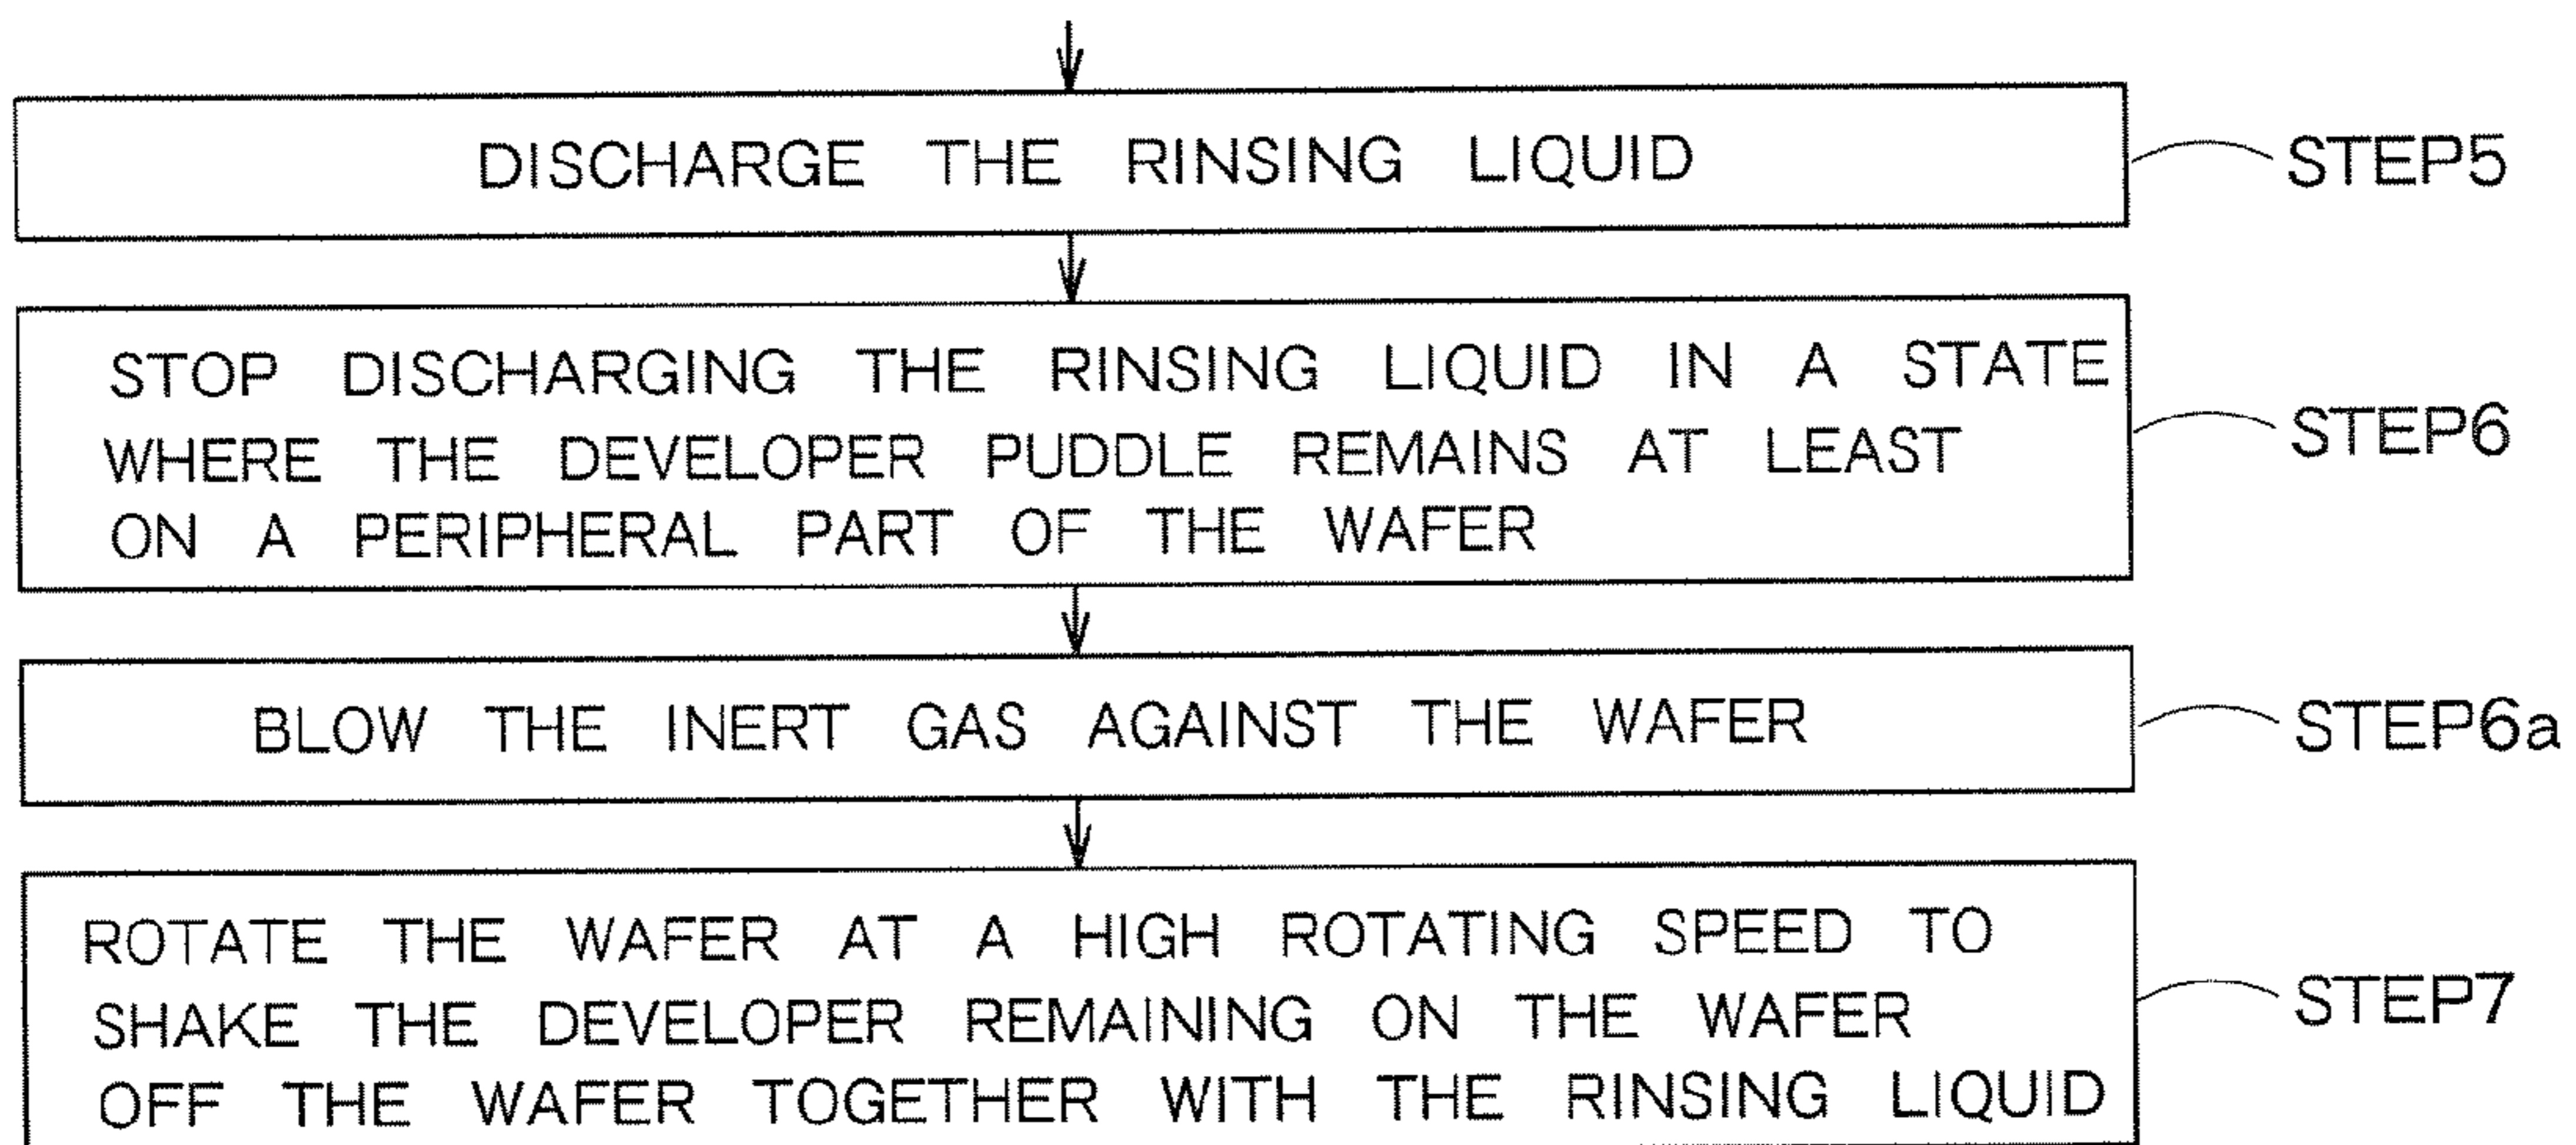 DISCHARGE THE RINSING LIQUID
STEP5
STOP DISCHARGING THE RINSING LIQUID IN A STATE
WHERE THE DEVELOPER PUDDLE REMAINS AT LEAST
ON A PERIPHERAL PART OF THE WAFER
STEP6
BLOW THE INERT GAS AGAINST THE WAFER
STEP6a
ROTATE THE WAFER AT A HIGH ROTATING SPEED TO
SHAKE THE DEVELOPER REMAINING ON THE WAFER
OFF THE WAFER TOGETHER WITH THE RINSING LIQUID
STEP7